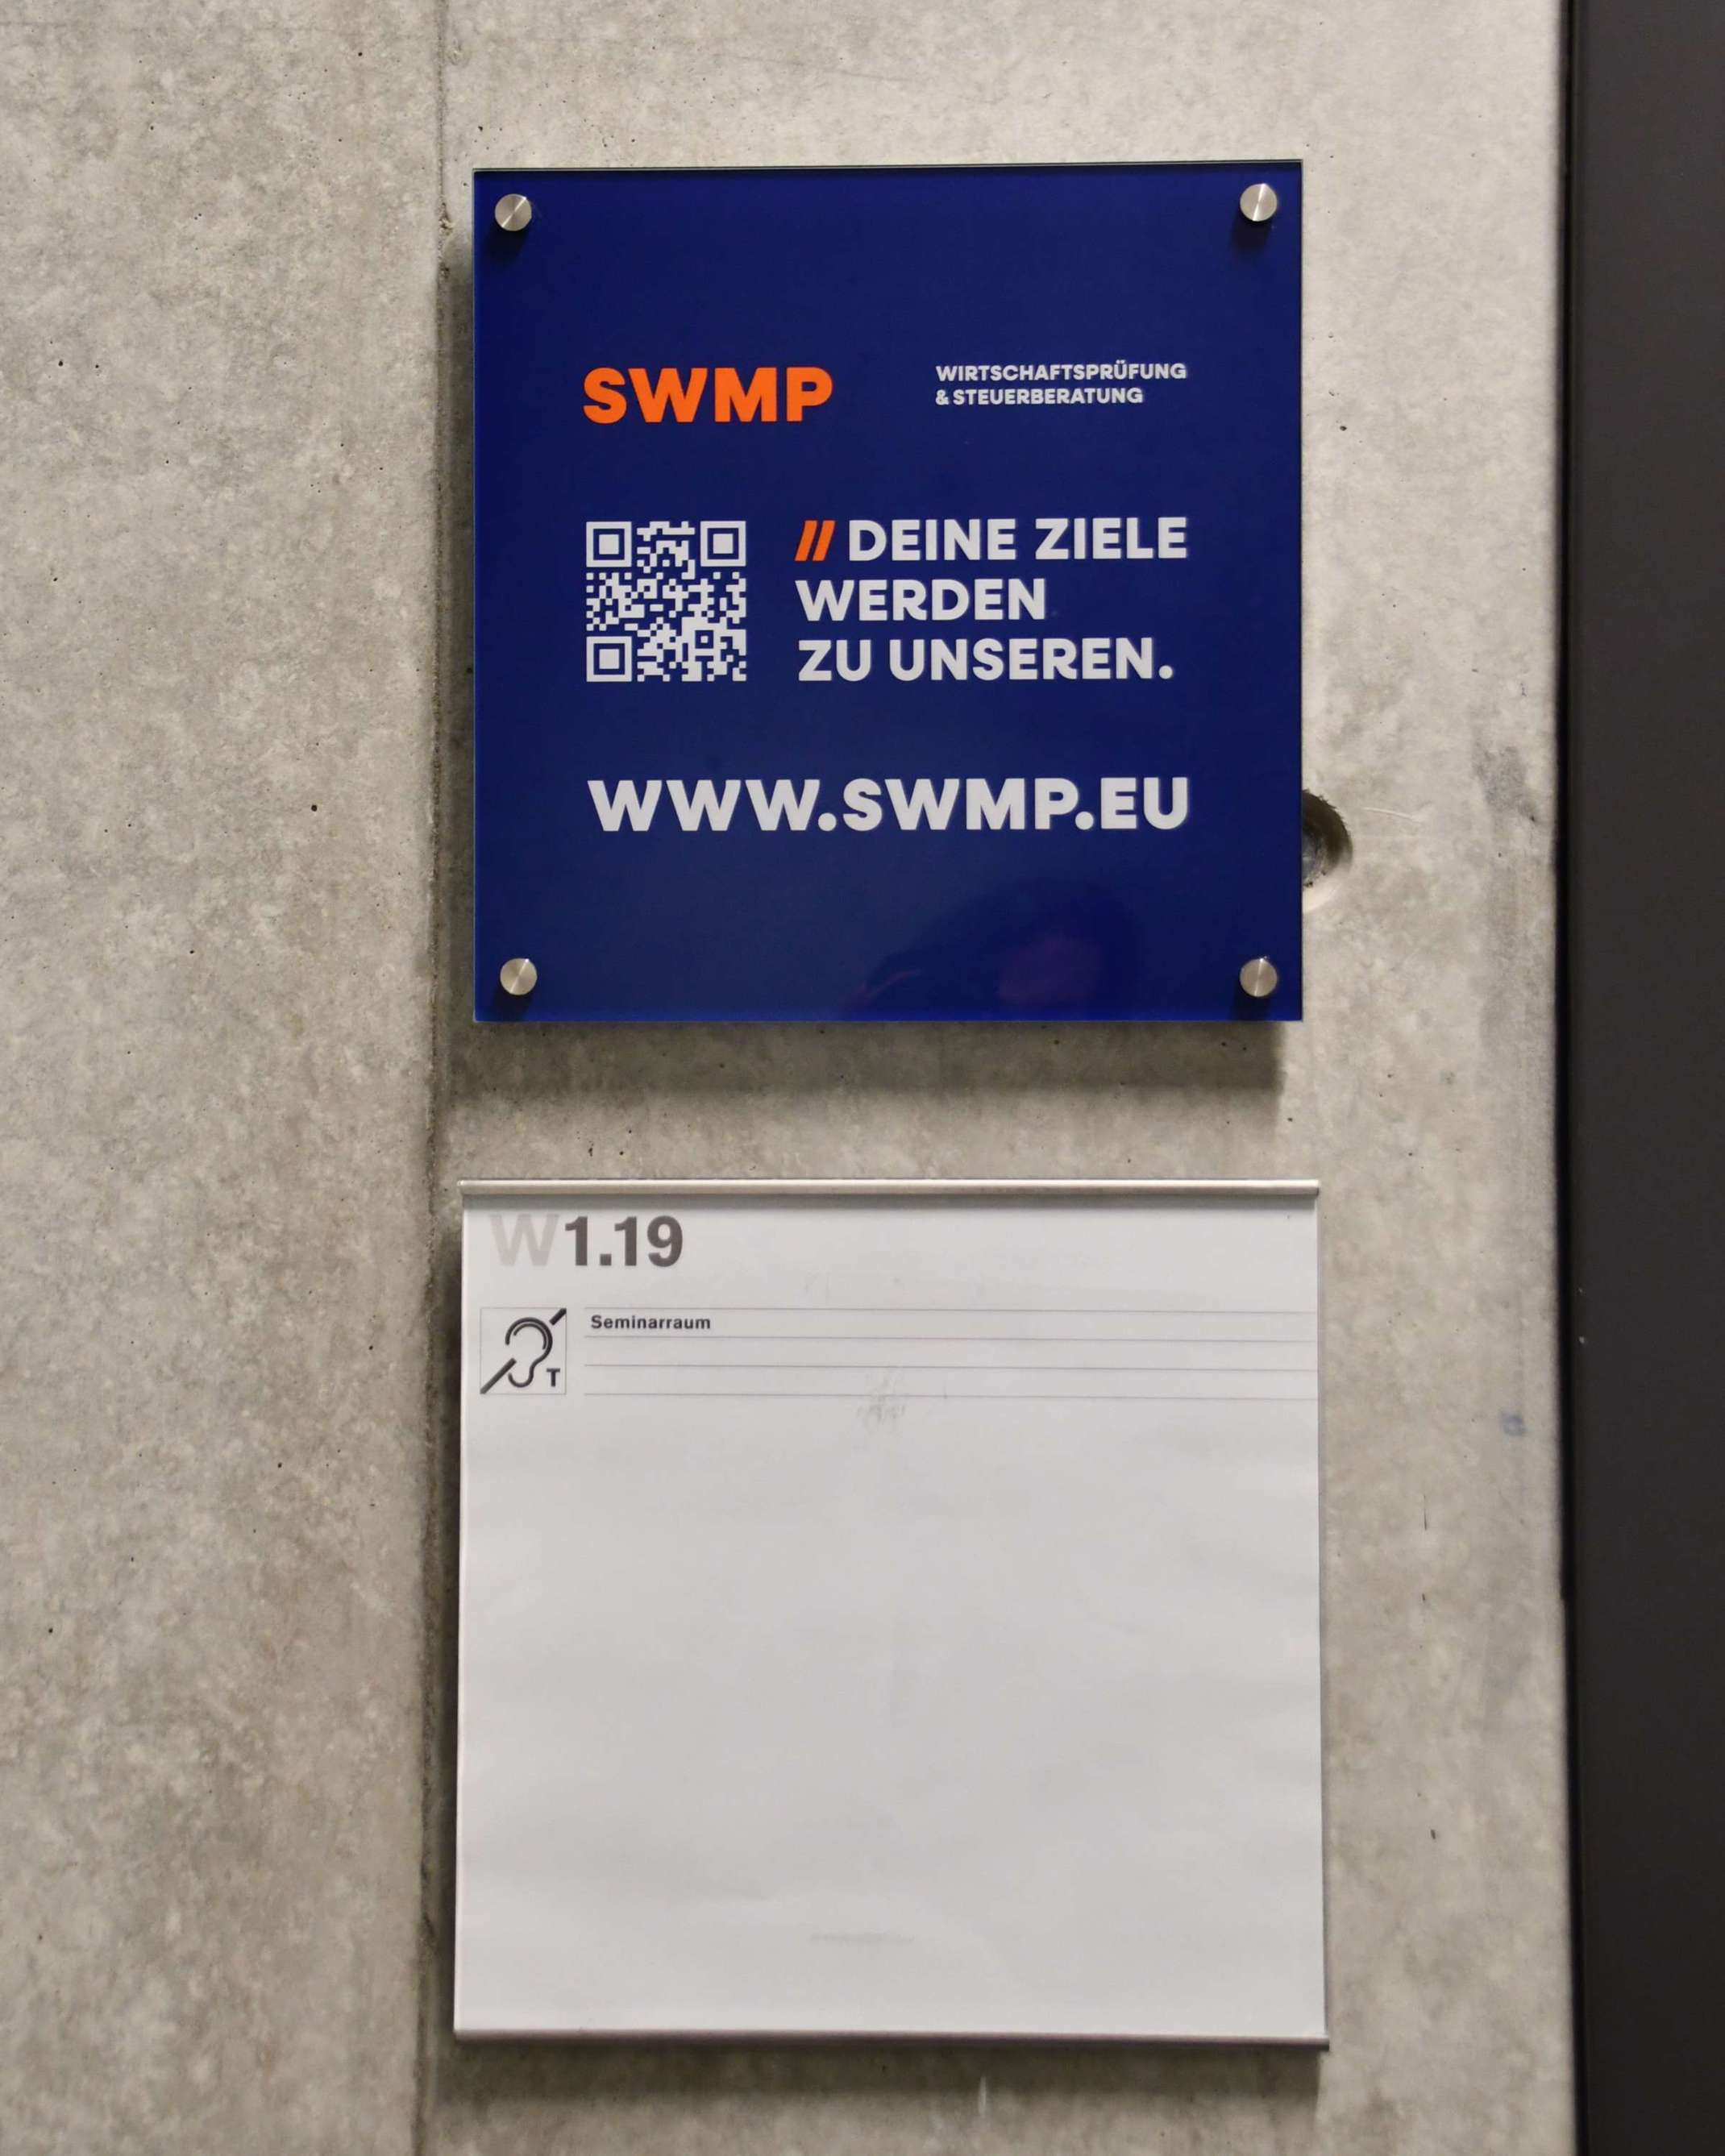 SWMP
WIRTSCHAFTSPRÜFUNG
& STEUERBERATUNG
// DEINE ZIELE
WERDEN
ZU UNSEREN.
WWW.SWMP.EU
W1.19
T
Seminarraum